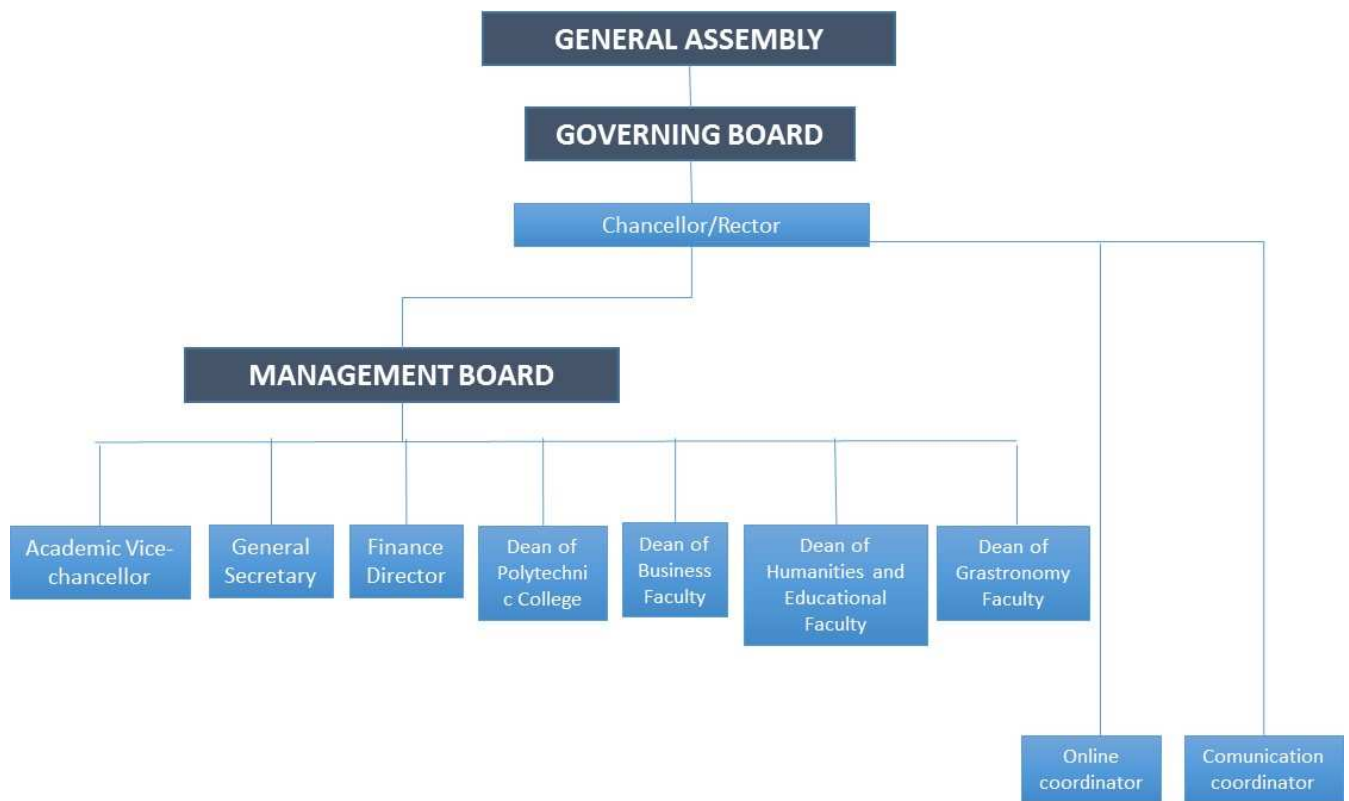 GENERAL ASSEMBLY
GOVERNING BOARD
Chancellor/Rector
MANAGEMENT BOARD
Academic Vice-
chancellor
General
Secretary
Finance
Director
Dean of
Polytechni
c College
Dean of
Business
Faculty
Dean of
Humanities and
Educational
Faculty
Dean of
Grastronomy
Faculty
Online
coordinator
Comunication
coordinator